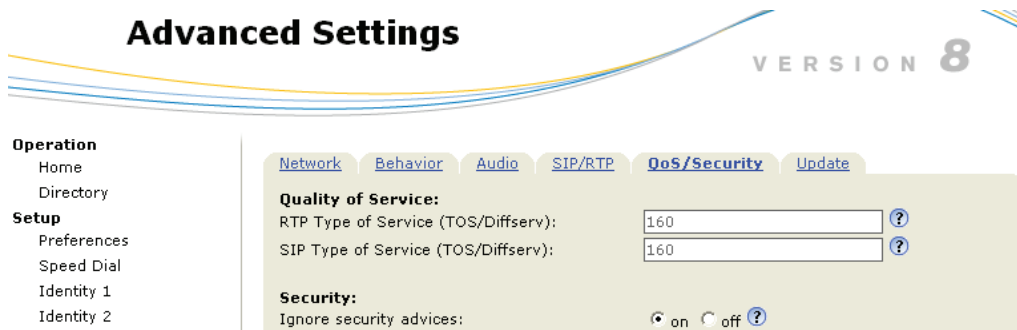 Advanced Settings
VERSION 8
Operation
Home
Directory
Setup
Preferences
Speed Dial
Identity 1
Identity 2
Network Behavior Audio SIP/RTP QoS/Security Update
Quality of Service:
RTP Type of Service (TOS/Diffserv): 160 ?
SIP Type of Service (TOS/Diffserv): 160 ?
Security:
Ignore security advices: on off ?